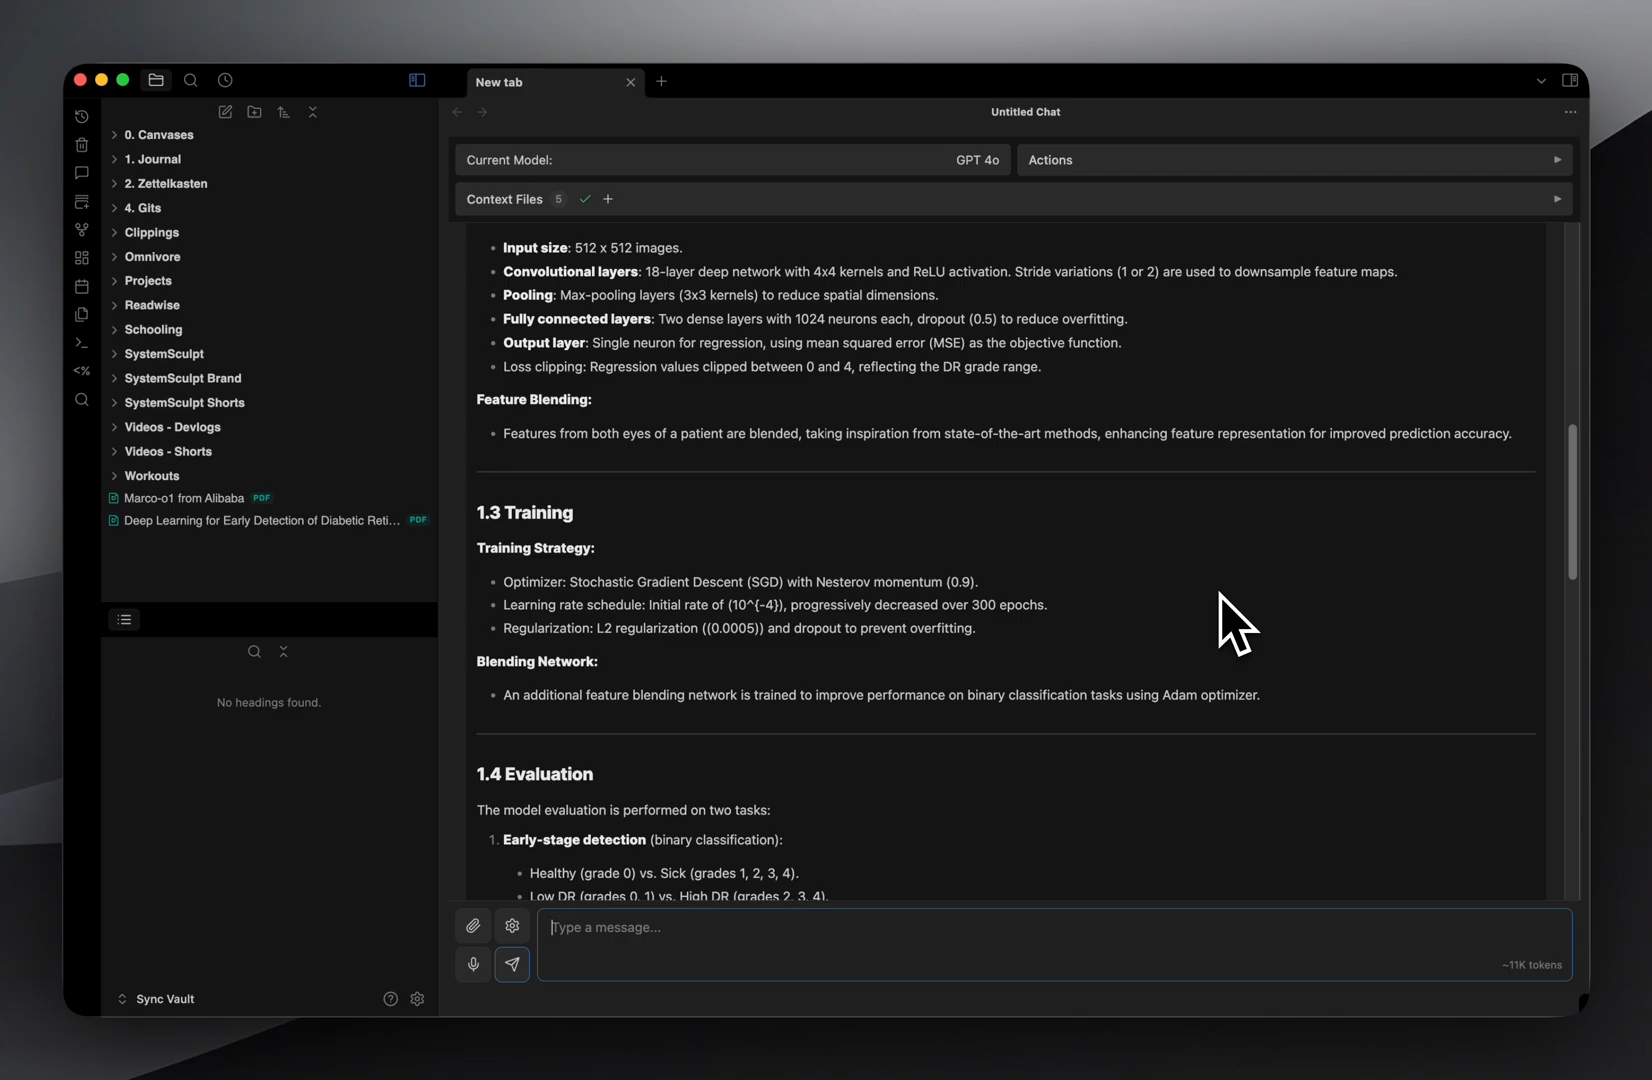 New tab
Untitled Chat
0. Canvases
1. Journal
2. Zettelkasten
4. Gits
Clippings
Omnivore
Projects
Readwise
Schooling
SystemSculpt
SystemSculpt Brand
SystemSculpt Shorts
Videos - Devlogs
Videos - Shorts
Workouts
Marco-o1 from Alibaba PDF
Deep Learning for Early Detection of Diabetic Reti... PDF
No headings found.
Sync Vault
Current Model: GPT 4o
Actions
Context Files 5
• Input size: 512 x 512 images.
• Convolutional layers: 18-layer deep network with 4x4 kernels and ReLU activation. Stride variations (1 or 2) are used to downsample feature maps.
• Pooling: Max-pooling layers (3x3 kernels) to reduce spatial dimensions.
• Fully connected layers: Two dense layers with 1024 neurons each, dropout (0.5) to reduce overfitting.
• Output layer: Single neuron for regression, using mean squared error (MSE) as the objective function.
• Loss clipping: Regression values clipped between 0 and 4, reflecting the DR grade range.
Feature Blending:
• Features from both eyes of a patient are blended, taking inspiration from state-of-the-art methods, enhancing feature representation for improved prediction accuracy.
1.3 Training
Training Strategy:
• Optimizer: Stochastic Gradient Descent (SGD) with Nesterov momentum (0.9).
• Learning rate schedule: Initial rate of (10^{-4}), progressively decreased over 300 epochs.
• Regularization: L2 regularization ((0.0005)) and dropout to prevent overfitting.
Blending Network:
• An additional feature blending network is trained to improve performance on binary classification tasks using Adam optimizer.
1.4 Evaluation
The model evaluation is performed on two tasks:
1. Early-stage detection (binary classification):
• Healthy (grade 0) vs. Sick (grades 1, 2, 3, 4).
• Low DR (grades 0, 1) vs. High DR (grades 2, 3, 4).
Type a message...
~11K tokens